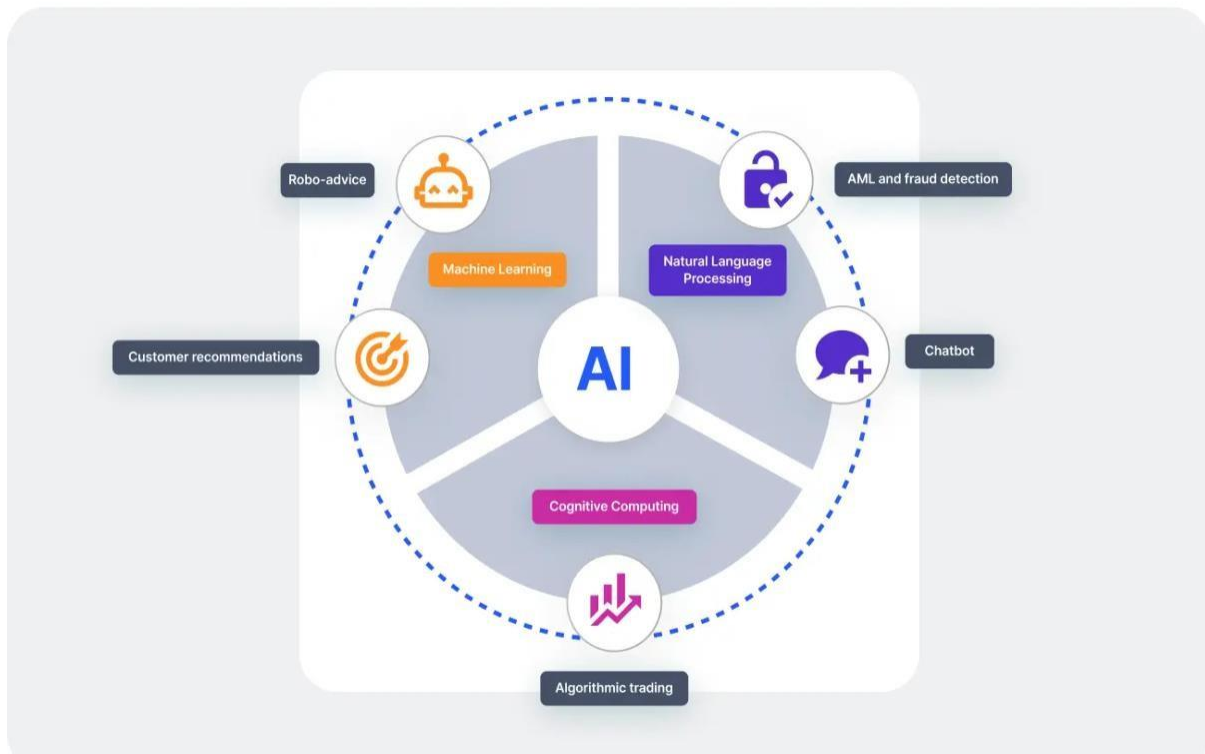 Robo-advice
AML and fraud detection
Machine Learning
Natural Language
Processing
Customer recommendations
AI
Chatbot
Cognitive Computing
Algorithmic trading